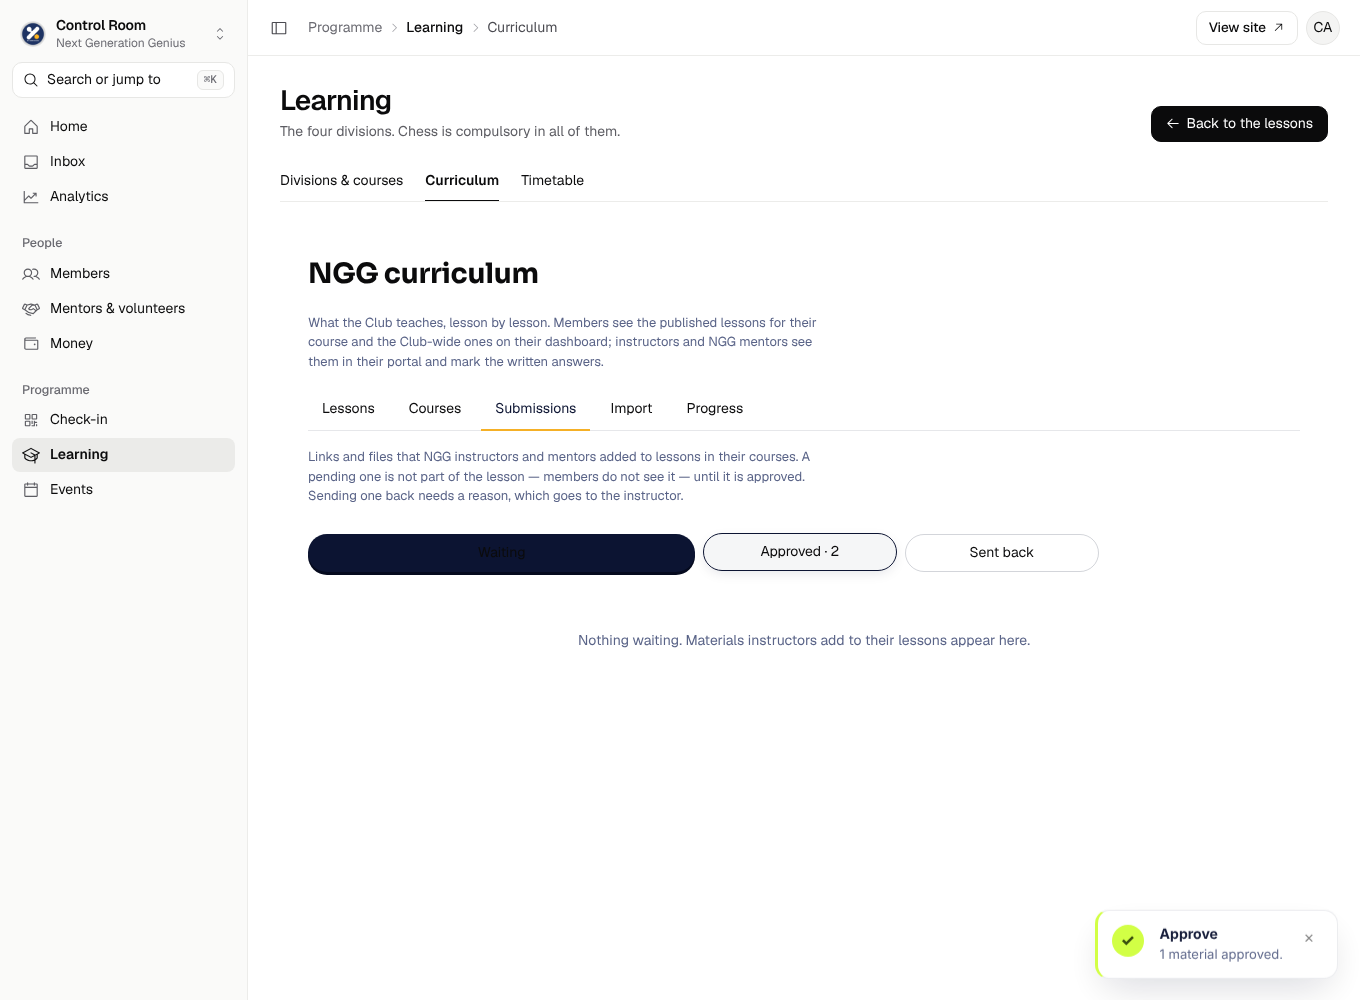 Control Room
Next Generation Genius
Search or jump to
⌘K
Home
Inbox
Analytics
People
Members
Mentors & volunteers
Money
Programme
Check-in
Learning
Events
Programme > Learning > Curriculum
View site ↗
CA
Learning
The four divisions. Chess is compulsory in all of them.
← Back to the lessons
Divisions & courses
Curriculum
Timetable
NGG curriculum
What the Club teaches, lesson by lesson. Members see the published lessons for their
course and the Club-wide ones on their dashboard; instructors and NGG mentors see
them in their portal and mark the written answers.
Lessons
Courses
Submissions
Import
Progress
Links and files that NGG instructors and mentors added to lessons in their courses. A
pending one is not part of the lesson — members do not see it — until it is approved.
Sending one back needs a reason, which goes to the instructor.
Waiting
Approved · 2
Sent back
Nothing waiting. Materials instructors add to their lessons appear here.
Approve
1 material approved.